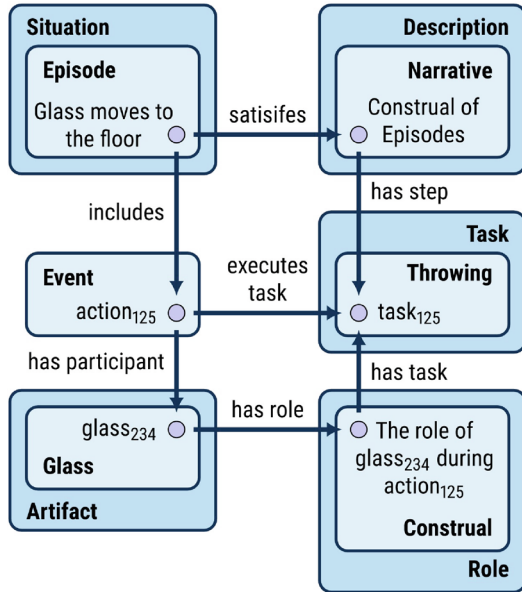 Situation
Episode
Glass moves to
the floor
satisifes
Description
Narrative
Construal of
Episodes
includes
has step
Event
action₁₂₅
executes
task
Task
Throwing
task₁₂₅
has participant
has task
glass₂₃₄
Glass
Artifact
has role
The role of
glass₂₃₄ during
action₁₂₅
Construal
Role